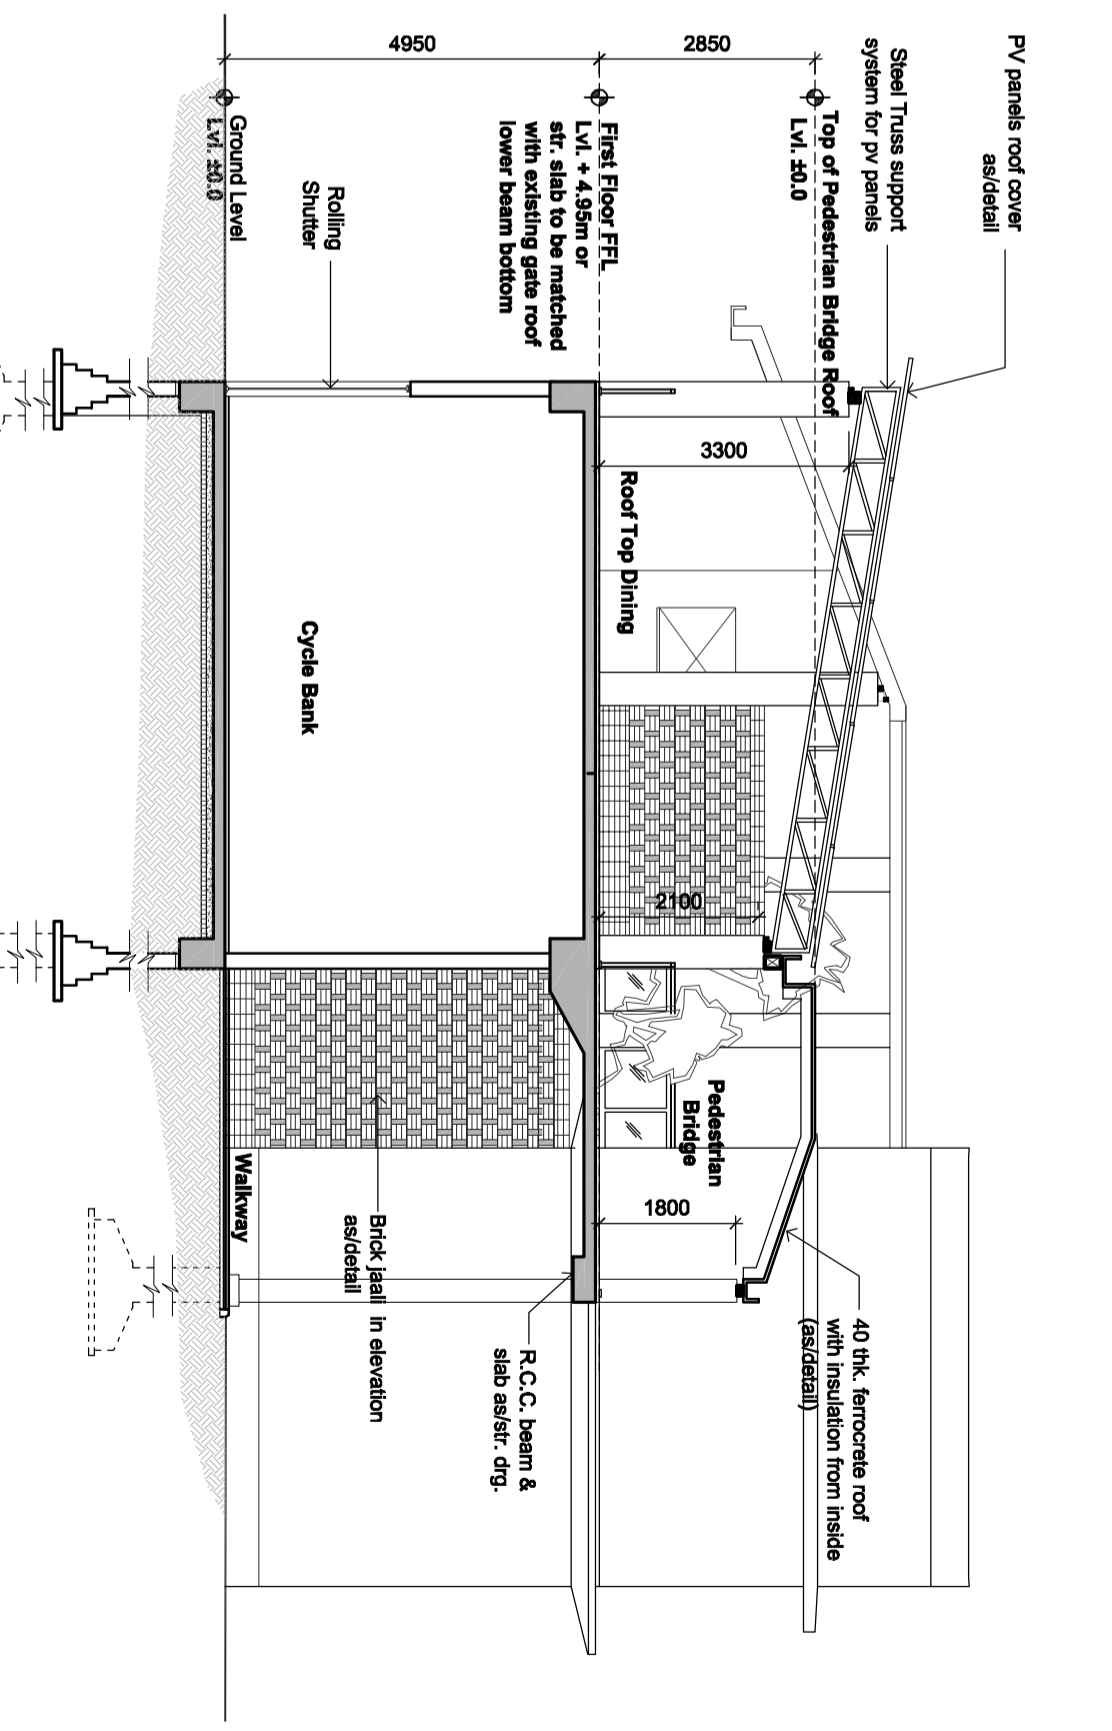 PV panels roof cover
as/detail
Steel Truss support
system for pv panels
Top of Pedestrian Bridge Roof
Lvl. ±0.0
2850
4950
First Floor FFL
Lvl. + 4.95m or
str. slab to be matched
with existing gate roof
lower beam bottom
Ground Level
Lvl. ±0.0
Rolling
Shutter
3300
Roof Top Dining
Cycle Bank
2100
Pedestrian
Bridge
1800
Walkway
Brick jaali in elevation
as/detail
R.C.C. beam &
slab as/str. drg.
40 thk. ferrocrete roof
with insulation from inside
(as/detail)